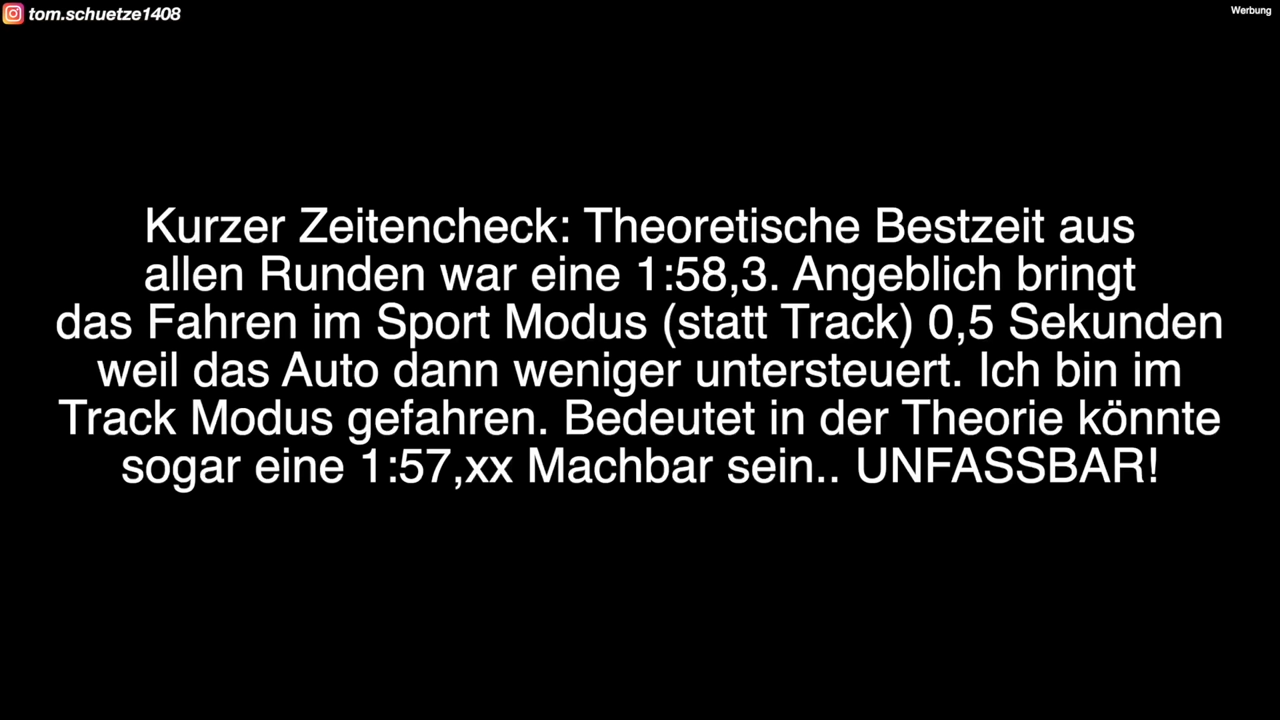 tom.schuetze1408
Werbung
Kurzer Zeitencheck: Theoretische Bestzeit aus
allen Runden war eine 1:58,3. Angeblich bringt
das Fahren im Sport Modus (statt Track) 0,5 Sekunden
weil das Auto dann weniger untersteuert. Ich bin im
Track Modus gefahren. Bedeutet in der Theorie könnte
sogar eine 1:57,xx Machbar sein.. UNFASSBAR!